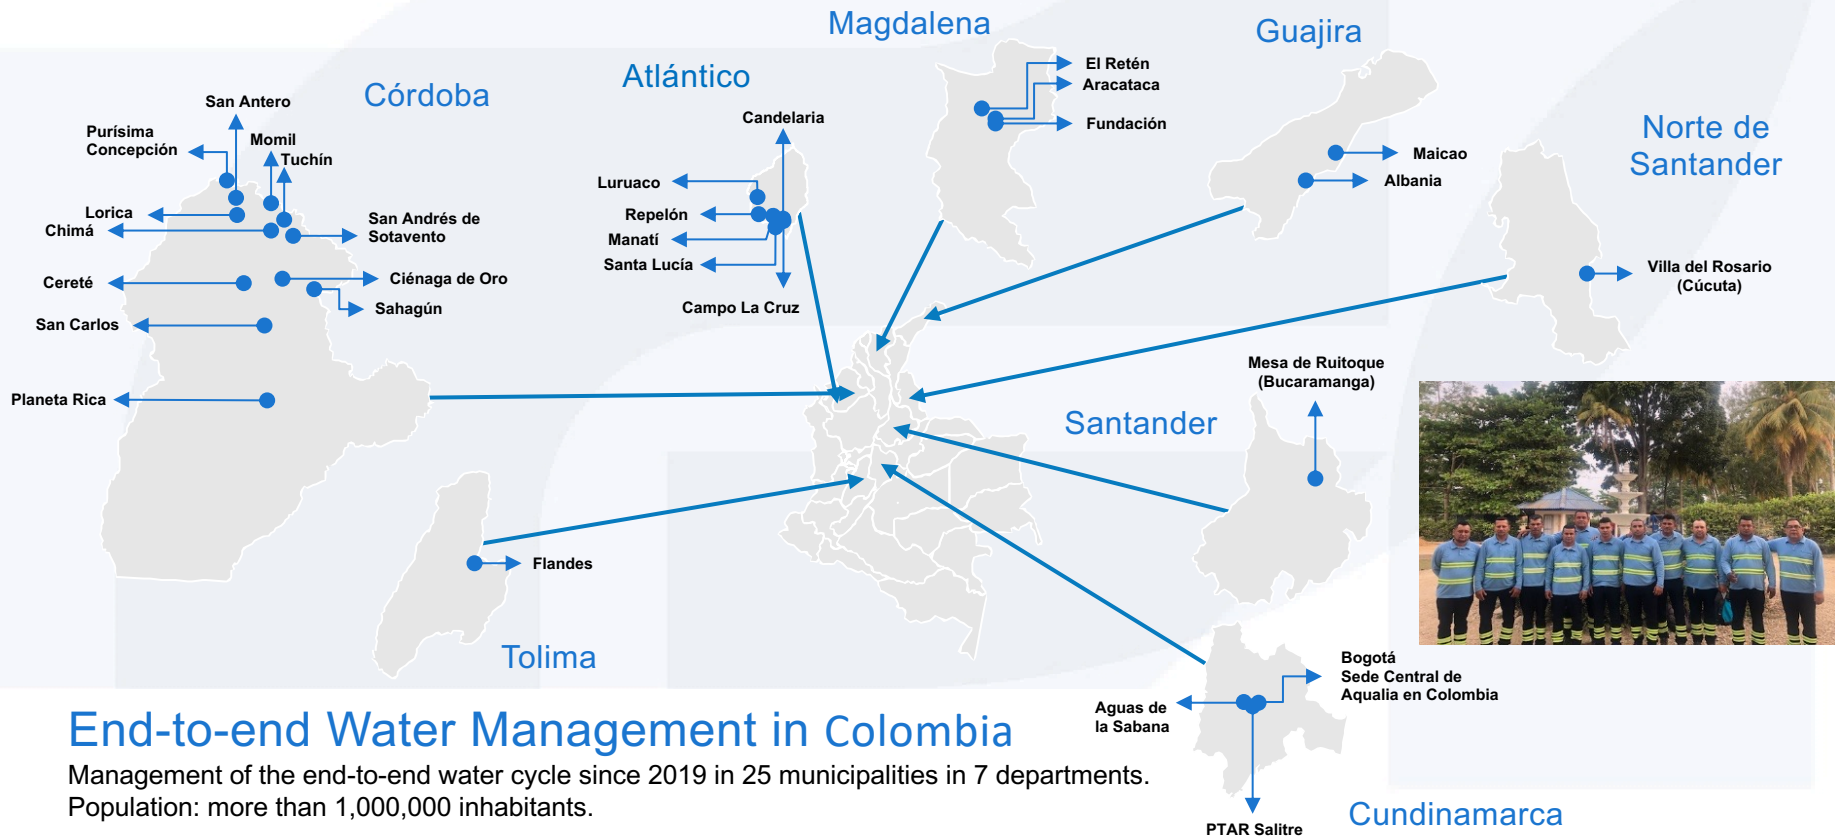 Magdalena
Guajira
Atlántico
Córdoba
Norte de
Santander
El Retén
Aracataca
Fundación
San Antero
Purísima
Concepción
Momil
Tuchín
Lorica
Chimá
San Andrés de
Sotavento
Cereté
Ciénaga de Oro
Sahagún
San Carlos
Planeta Rica
Candelaria
Luruaco
Repelón
Manatí
Santa Lucía
Campo La Cruz
Maicao
Albania
Villa del Rosario
(Cúcuta)
Mesa de Ruitoque
(Bucaramanga)
Santander
Flandes
Tolima
Bogotá
Sede Central de
Aqualia en Colombia
Aguas de
la Sabana
PTAR Salitre
Cundinamarca
End-to-end Water Management in Colombia
Management of the end-to-end water cycle since 2019 in 25 municipalities in 7 departments.
Population: more than 1,000,000 inhabitants.